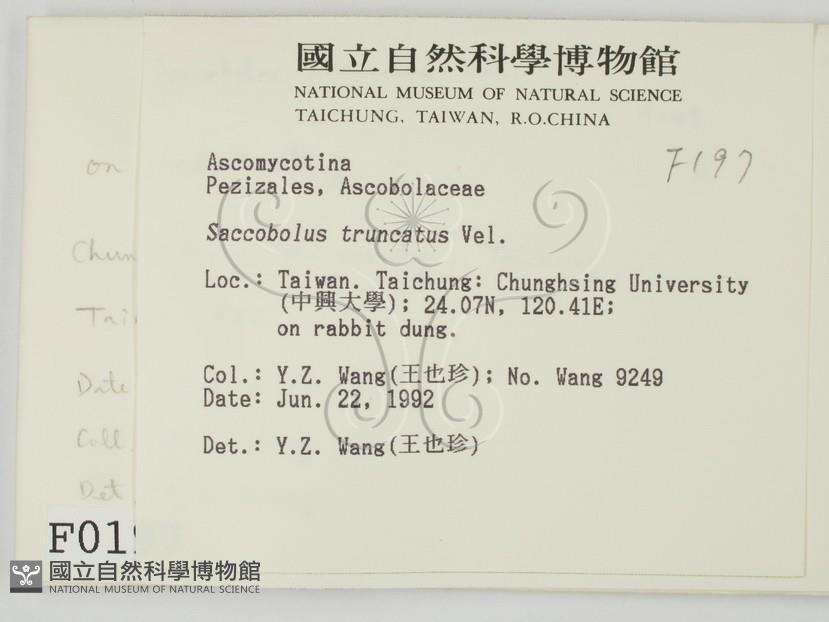 國立自然科學博物館
NATIONAL MUSEUM OF NATURAL SCIENCE
TAICHUNG, TAIWAN, R.O.CHINA
F197
Ascomycotina
Pezizales, Ascobolaceae
Saccobolus truncatus Vel.
Loc.: Taiwan. Taichung: Chunghsing University
(中興大學); 24.07N, 120.41E;
on rabbit dung.
Col.: Y.Z. Wang(王也珍); No. Wang 9249
Date: Jun. 22, 1992
Det.: Y.Z. Wang(王也珍)
on
Chun
Tai
Date
Coll.
Det
F019
國立自然科學博物館
NATIONAL MUSEUM OF NATURAL SCIENCE